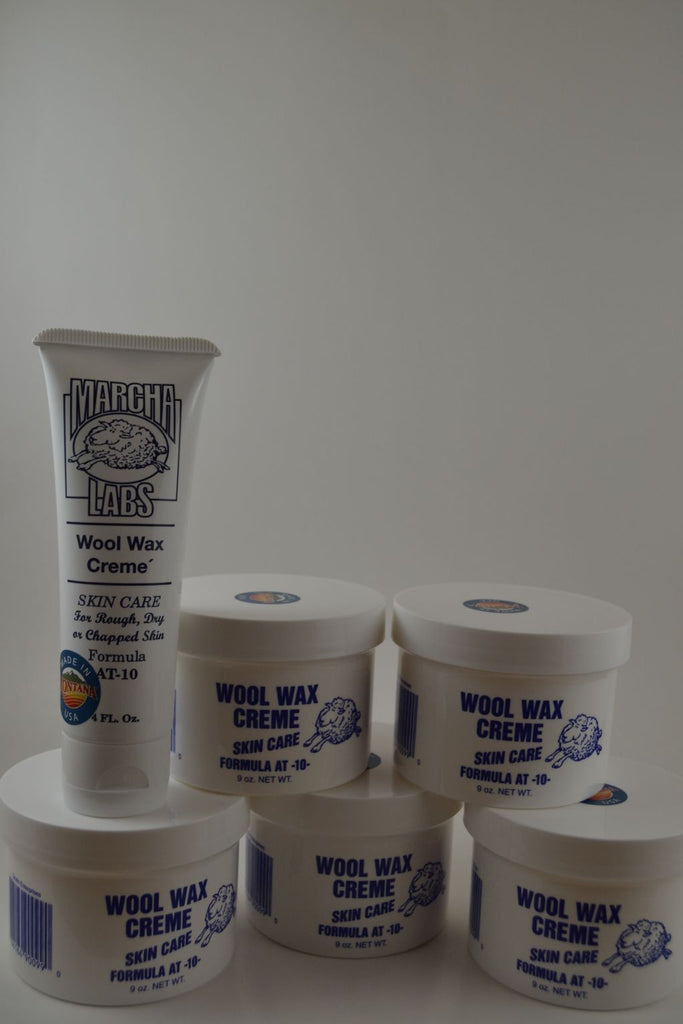 MARCHA
LABS
Wool Wax
Creme´
SKIN CARE
For Rough, Dry
or Chapped Skin
Formula
AT-10
4 FL. Oz.
MADE IN
MONTANA
USA
WOOL WAX
CREME
SKIN CARE
FORMULA AT -10-
9 oz. NET WT.
WOOL WAX
CREME
SKIN CARE
FORMULA AT -10-
9 oz. NET WT.
WOOL WAX
CREME
SKIN CARE
FORMULA AT -10-
9 oz. NET WT.
WOOL WAX
CREME
SKIN CARE
FORMULA AT -10-
9 oz. NET WT.
WOOL WAX
CREME
SKIN CARE
FORMULA AT -10-
9 oz. NET WT.